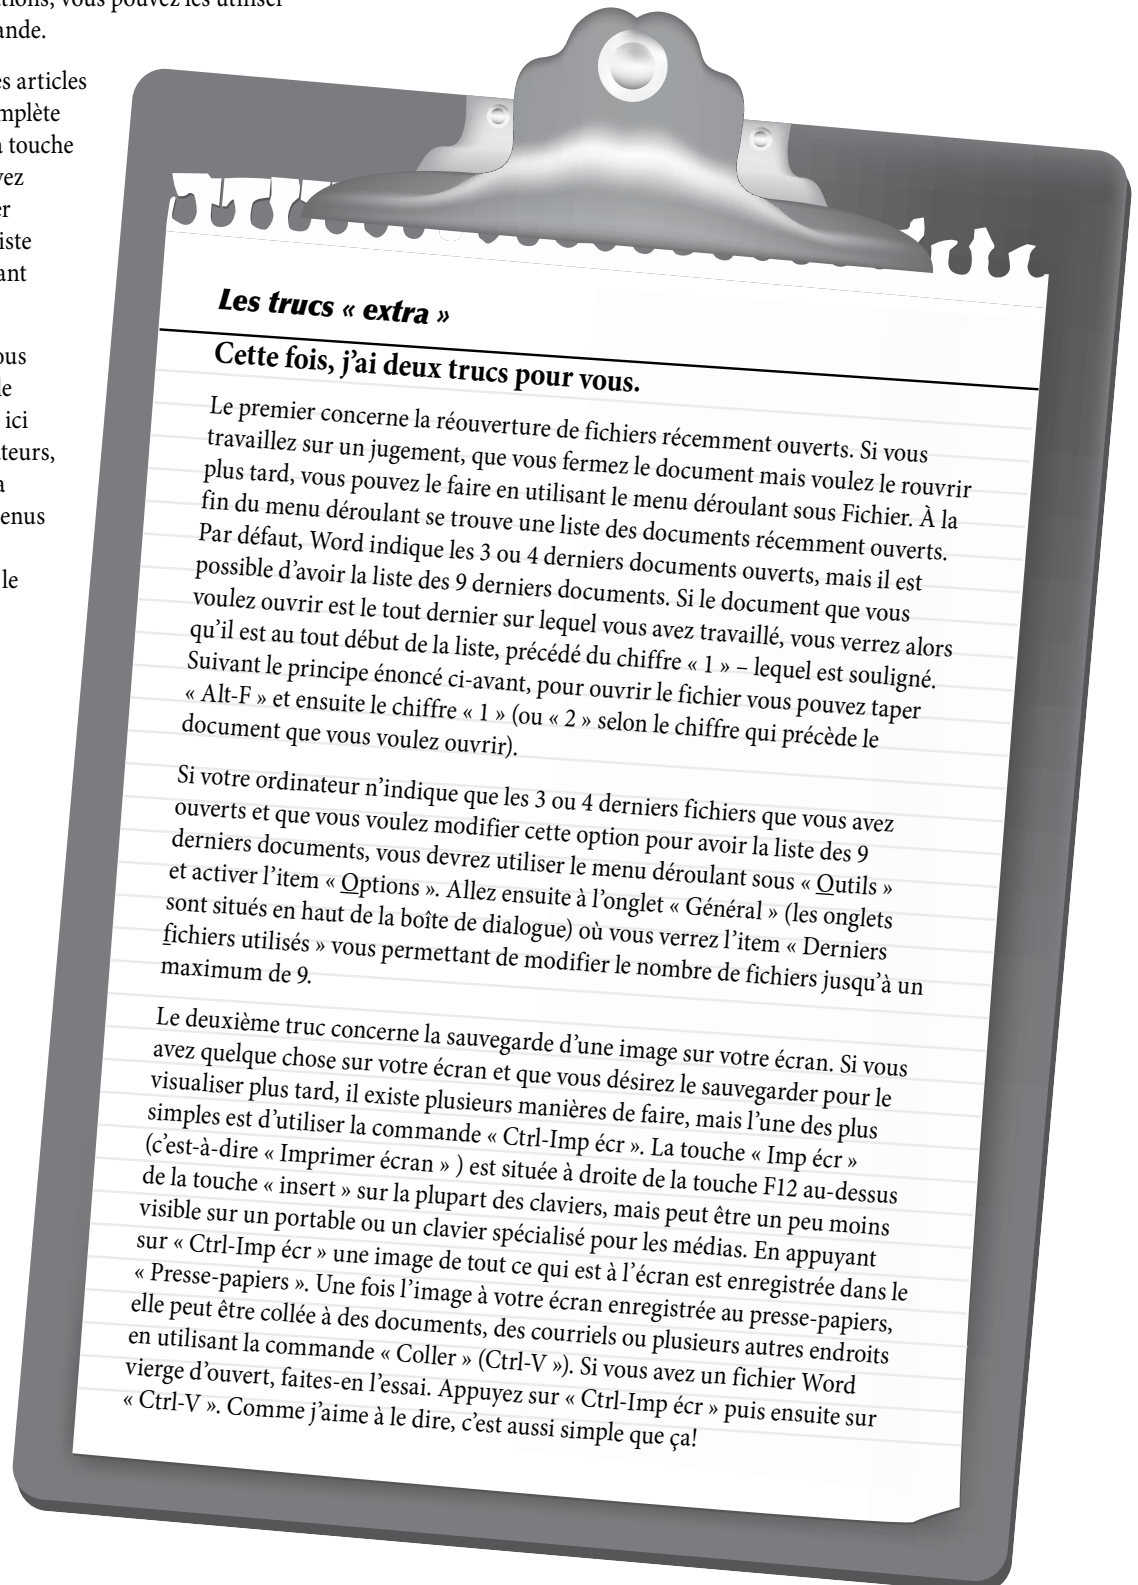 vous pouvez les utiliser
ande.
es articles
mplète
touche
vez
er
iste
ant
ous
le
ici
teurs,
a
enus
le
Les trucs « extra »
Cette fois, j’ai deux trucs pour vous.
Le premier concerne la réouverture de fichiers récemment ouverts. Si vous
travaillez sur un jugement, que vous fermez le document mais voulez le rouvrir
plus tard, vous pouvez le faire en utilisant le menu déroulant sous Fichier. À la
fin du menu déroulant se trouve une liste des documents récemment ouverts.
Par défaut, Word indique les 3 ou 4 derniers documents ouverts, mais il est
possible d’avoir la liste des 9 derniers documents. Si le document que vous
voulez ouvrir est le tout dernier sur lequel vous avez travaillé, vous verrez alors
qu’il est au tout début de la liste, précédé du chiffre « 1 » – lequel est souligné.
Suivant le principe énoncé ci-avant, pour ouvrir le fichier vous pouvez taper
« Alt-F » et ensuite le chiffre « 1 » (ou « 2 » selon le chiffre qui précède le
document que vous voulez ouvrir).
Si votre ordinateur n’indique que les 3 ou 4 derniers fichiers que vous avez
ouverts et que vous voulez modifier cette option pour avoir la liste des 9
derniers documents, vous devrez utiliser le menu déroulant sous « Outils »
et activer l’item « Options ». Allez ensuite à l’onglet « Général » (les onglets
sont situés en haut de la boîte de dialogue) où vous verrez l’item « Derniers
fichiers utilisés » vous permettant de modifier le nombre de fichiers jusqu’à un
maximum de 9.
Le deuxième truc concerne la sauvegarde d’une image sur votre écran. Si vous
avez quelque chose sur votre écran et que vous désirez le sauvegarder pour le
visualiser plus tard, il existe plusieurs manières de faire, mais l’une des plus
simples est d’utiliser la commande « Ctrl-Imp écr ». La touche « Imp écr »
(c’est-à-dire « Imprimer écran » ) est située à droite de la touche F12 au-dessus
de la touche « insert » sur la plupart des claviers, mais peut être un peu moins
visible sur un portable ou un clavier spécialisé pour les médias. En appuyant
sur « Ctrl-Imp écr » une image de tout ce qui est à l’écran est enregistrée dans le
« Presse-papiers ». Une fois l’image à votre écran enregistrée au presse-papiers,
elle peut être collée à des documents, des courriels ou plusieurs autres endroits
en utilisant la commande « Coller » (Ctrl-V »). Si vous avez un fichier Word
vierge d’ouvert, faites-en l’essai. Appuyez sur « Ctrl-Imp écr » puis ensuite sur
« Ctrl-V ». Comme j’aime à le dire, c’est aussi simple que ça!